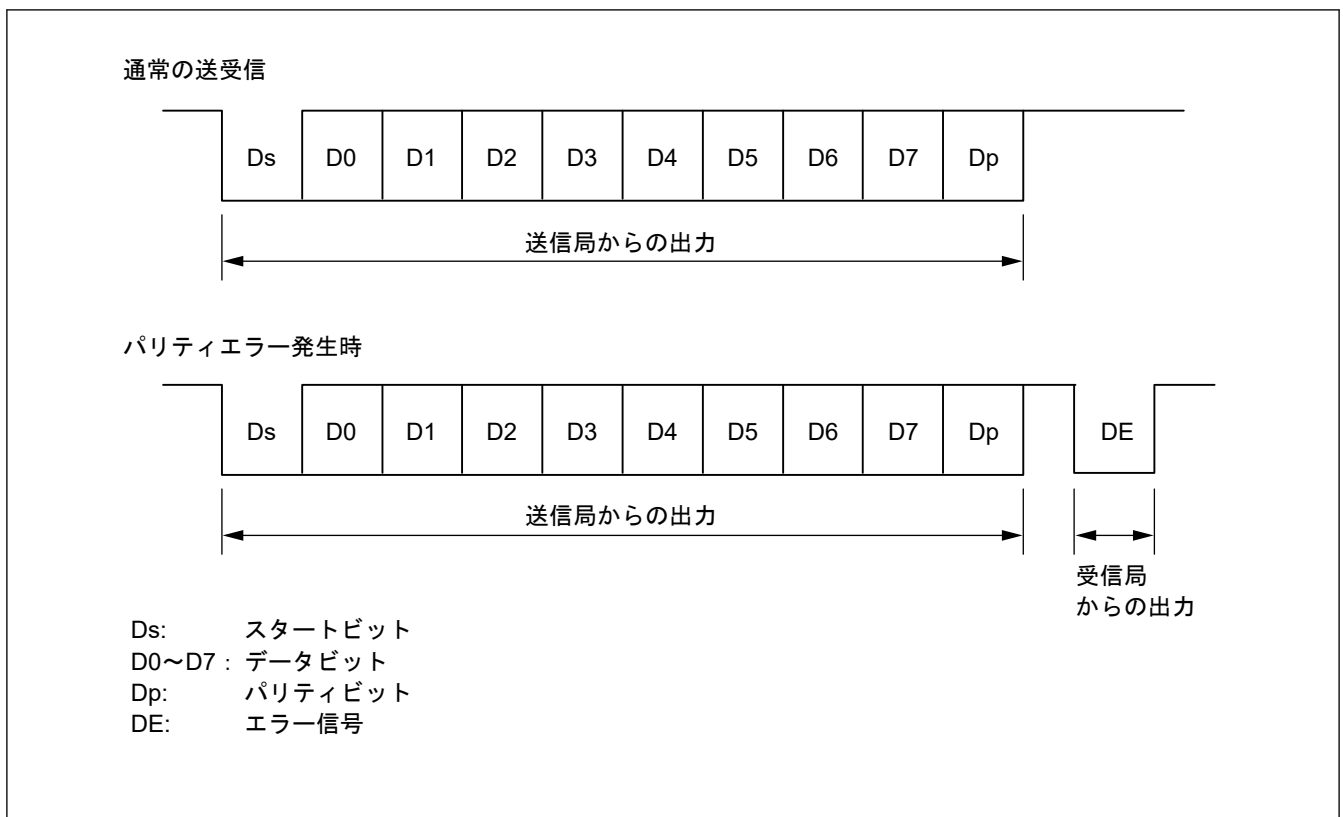 通常の送受信
Ds D0 D1 D2 D3 D4 D5 D6 D7 Dp
送信局からの出力
パリティエラー発生時
Ds D0 D1 D2 D3 D4 D5 D6 D7 Dp DE
送信局からの出力
受信局
からの出力
Ds: スタートビット
D0～D7 : データビット
Dp: パリティビット
DE: エラー信号